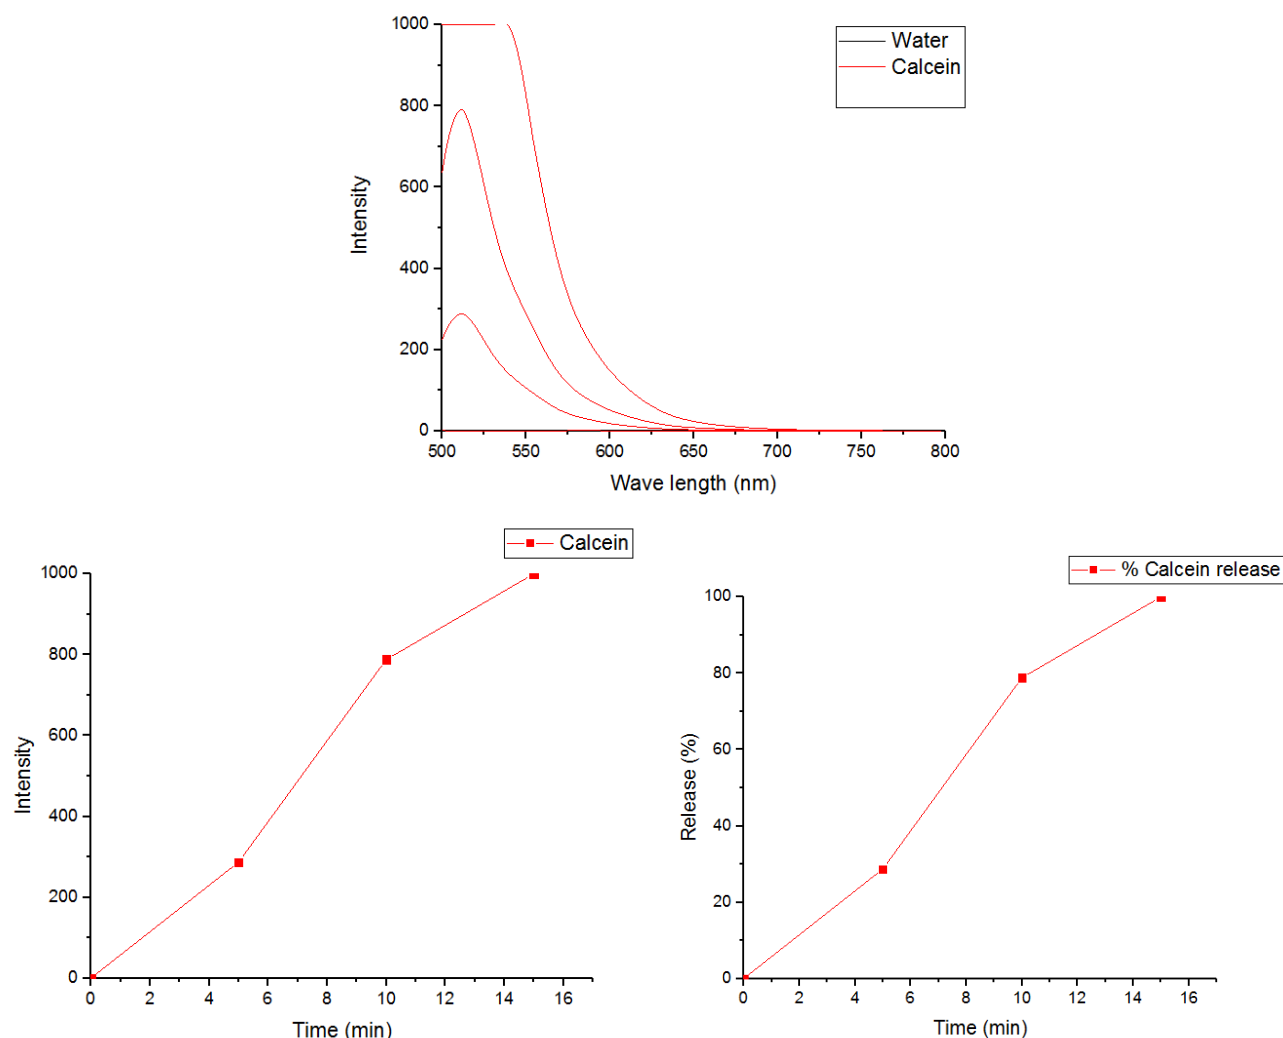 1000
800
600
400
200
0
Intensity
Water
Calcein
500 550 600 650 700 750 800
Wave length (nm)
Calcein
1000
800
600
400
200
0
Intensity
0 2 4 6 8 10 12 14 16
Time (min)
% Calcein release
100
80
60
40
20
0
Release (%)
0 2 4 6 8 10 12 14 16
Time (min)